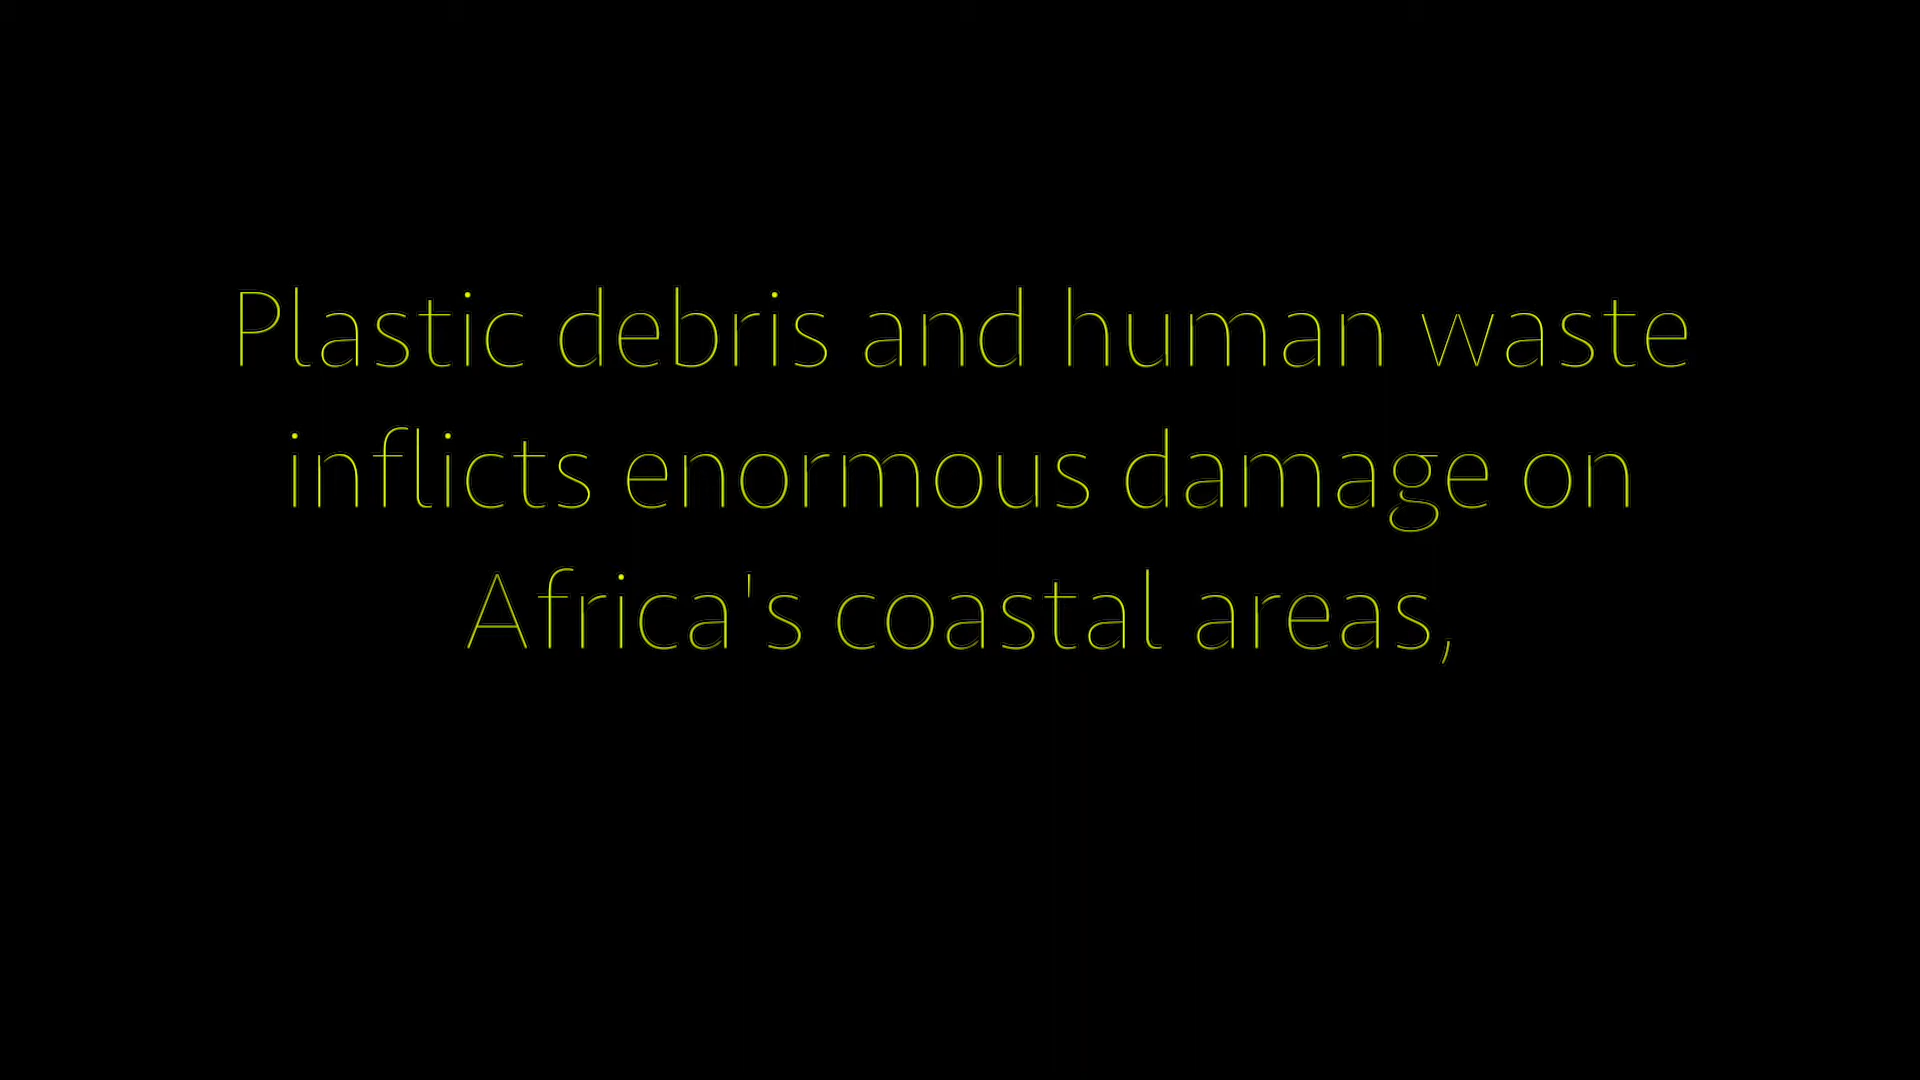 Plastic debris and human waste
inflicts enormous damage on
Africa's coastal areas,